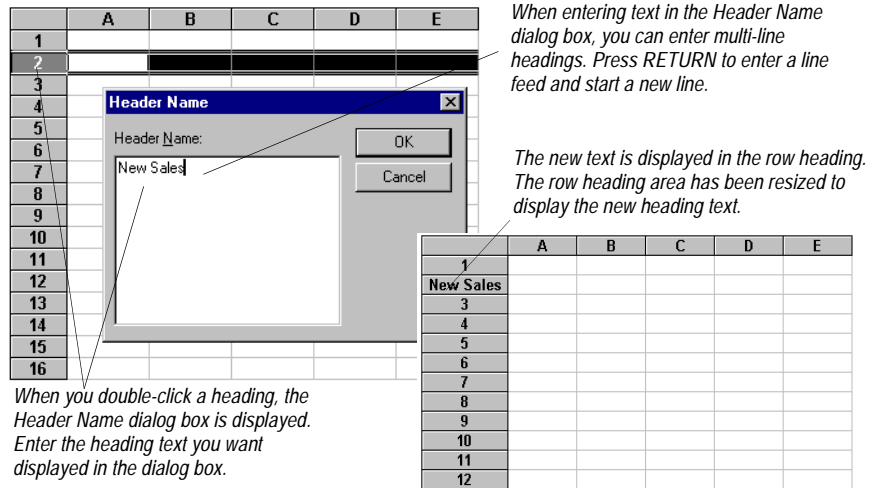 A B C D E
1
2
3
4
5
6
7
8
9
10
11
12
13
14
15
16
Header Name
Header Name:
New Sales
OK
Cancel
When entering text in the Header Name
dialog box, you can enter multi-line
headings. Press RETURN to enter a line
feed and start a new line.
The new text is displayed in the row heading.
The row heading area has been resized to
display the new heading text.
A B C D E
1
New Sales
3
4
5
6
7
8
9
10
11
12
When you double-click a heading, the
Header Name dialog box is displayed.
Enter the heading text you want
displayed in the dialog box.